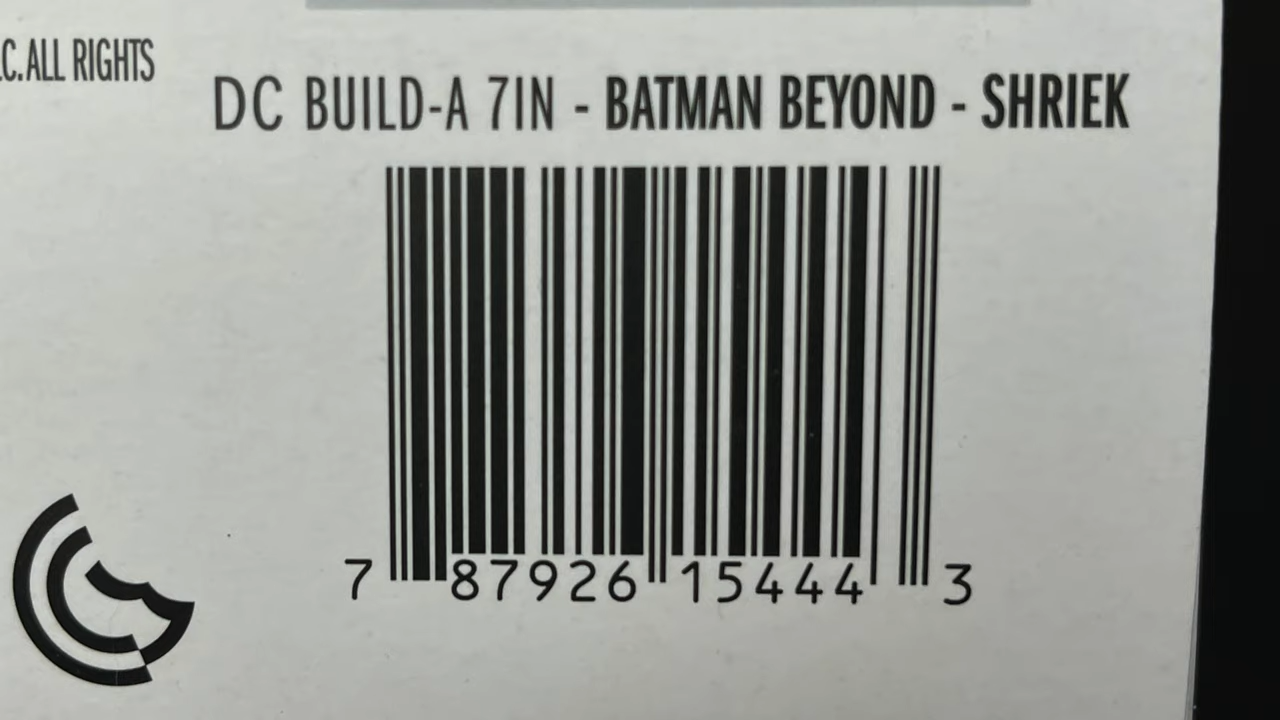 .C. ALL RIGHTS
DC BUILD-A 7IN - BATMAN BEYOND - SHRIEK
7 87926 15444 3